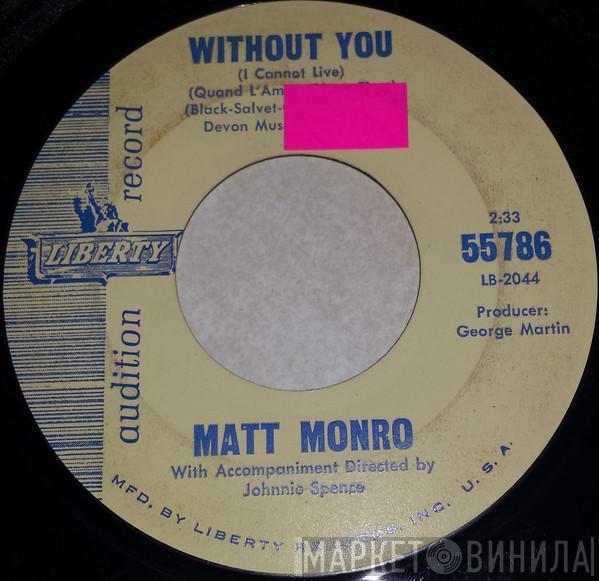 WITHOUT YOU
(I Cannot Live)
(Quand L'Am
(Black-Salvet-
Devon Mus
record
LIBERTY
audition
2:33
55786
LB-2044
Producer:
George Martin
MATT MONRO
With Accompaniment Directed by
Johnnie Spence
MFD. BY LIBERTY RECORDS, INC. U.S.A.
МАРКЕТ ВИНИЛА!